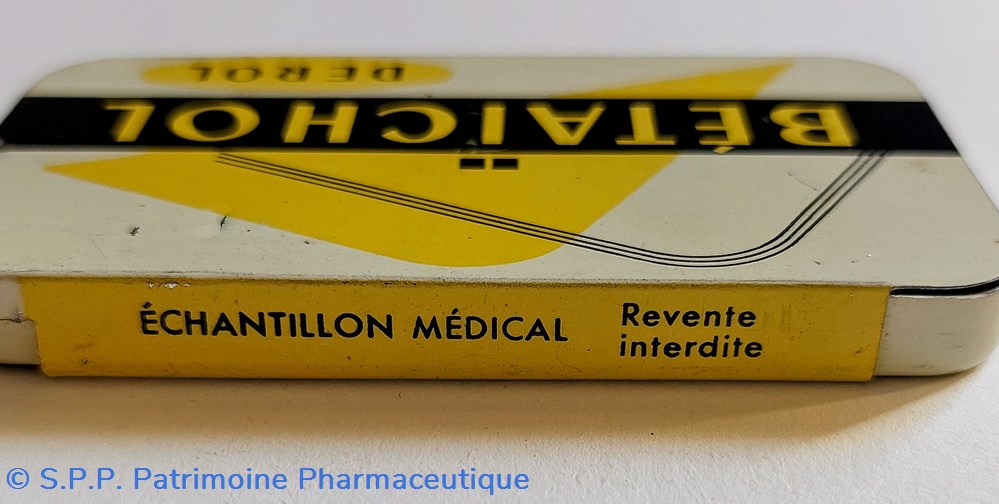 DEROL
BÉTAÏCHOL
ÉCHANTILLON MÉDICAL
Revente
interdite
© S.P.P. Patrimoine Pharmaceutique